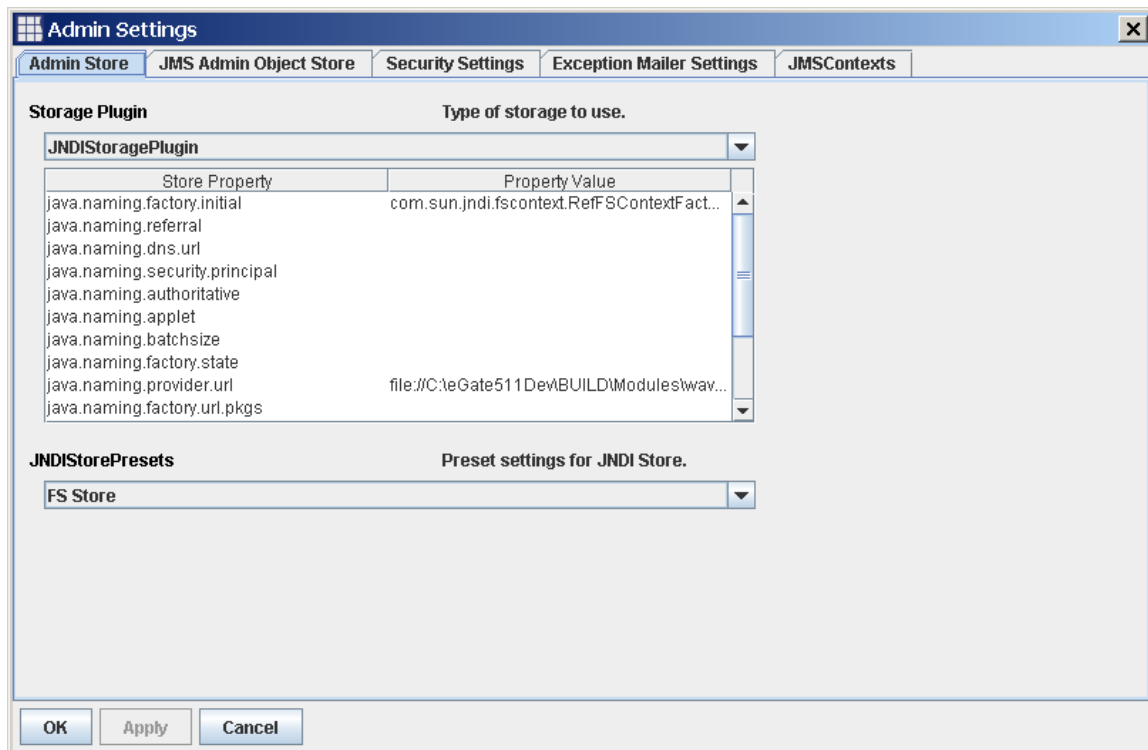 Admin Settings
Admin Store JMS Admin Object Store Security Settings Exception Mailer Settings JMSContexts
Storage Plugin Type of storage to use.
JNDIStoragePlugin
Store Property Property Value
java.naming.factory.initial com.sun.jndi.fscontext.RefFSContextFact...
java.naming.referral
java.naming.dns.url
java.naming.security.principal
java.naming.authoritative
java.naming.applet
java.naming.batchsize
java.naming.factory.state
java.naming.provider.url file://C:\eGate511Dev\BUILD\Modules\wav...
java.naming.factory.url.pkgs
JNDIStorePresets Preset settings for JNDI Store.
FS Store
OK Apply Cancel